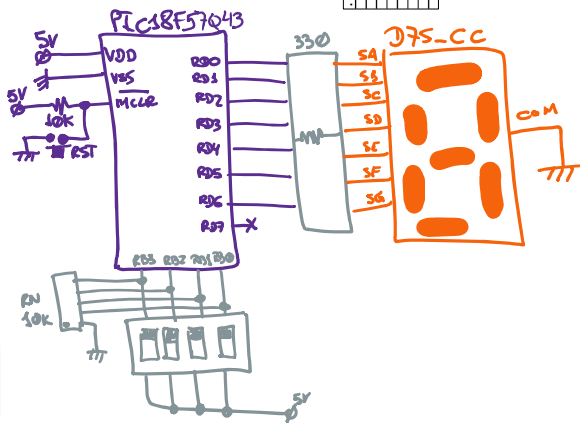 PIC18F57Q43
5V
VDD
VSS
5V
MCLR
10K
RST
RD0
RD1
RD2
RD3
RD4
RD5
RD6
RD7
330
SA
SB
SC
SD
SE
SF
SG
D7S_CC
COM
RB3 RB2 RB1 RB0
RN
10K
5V